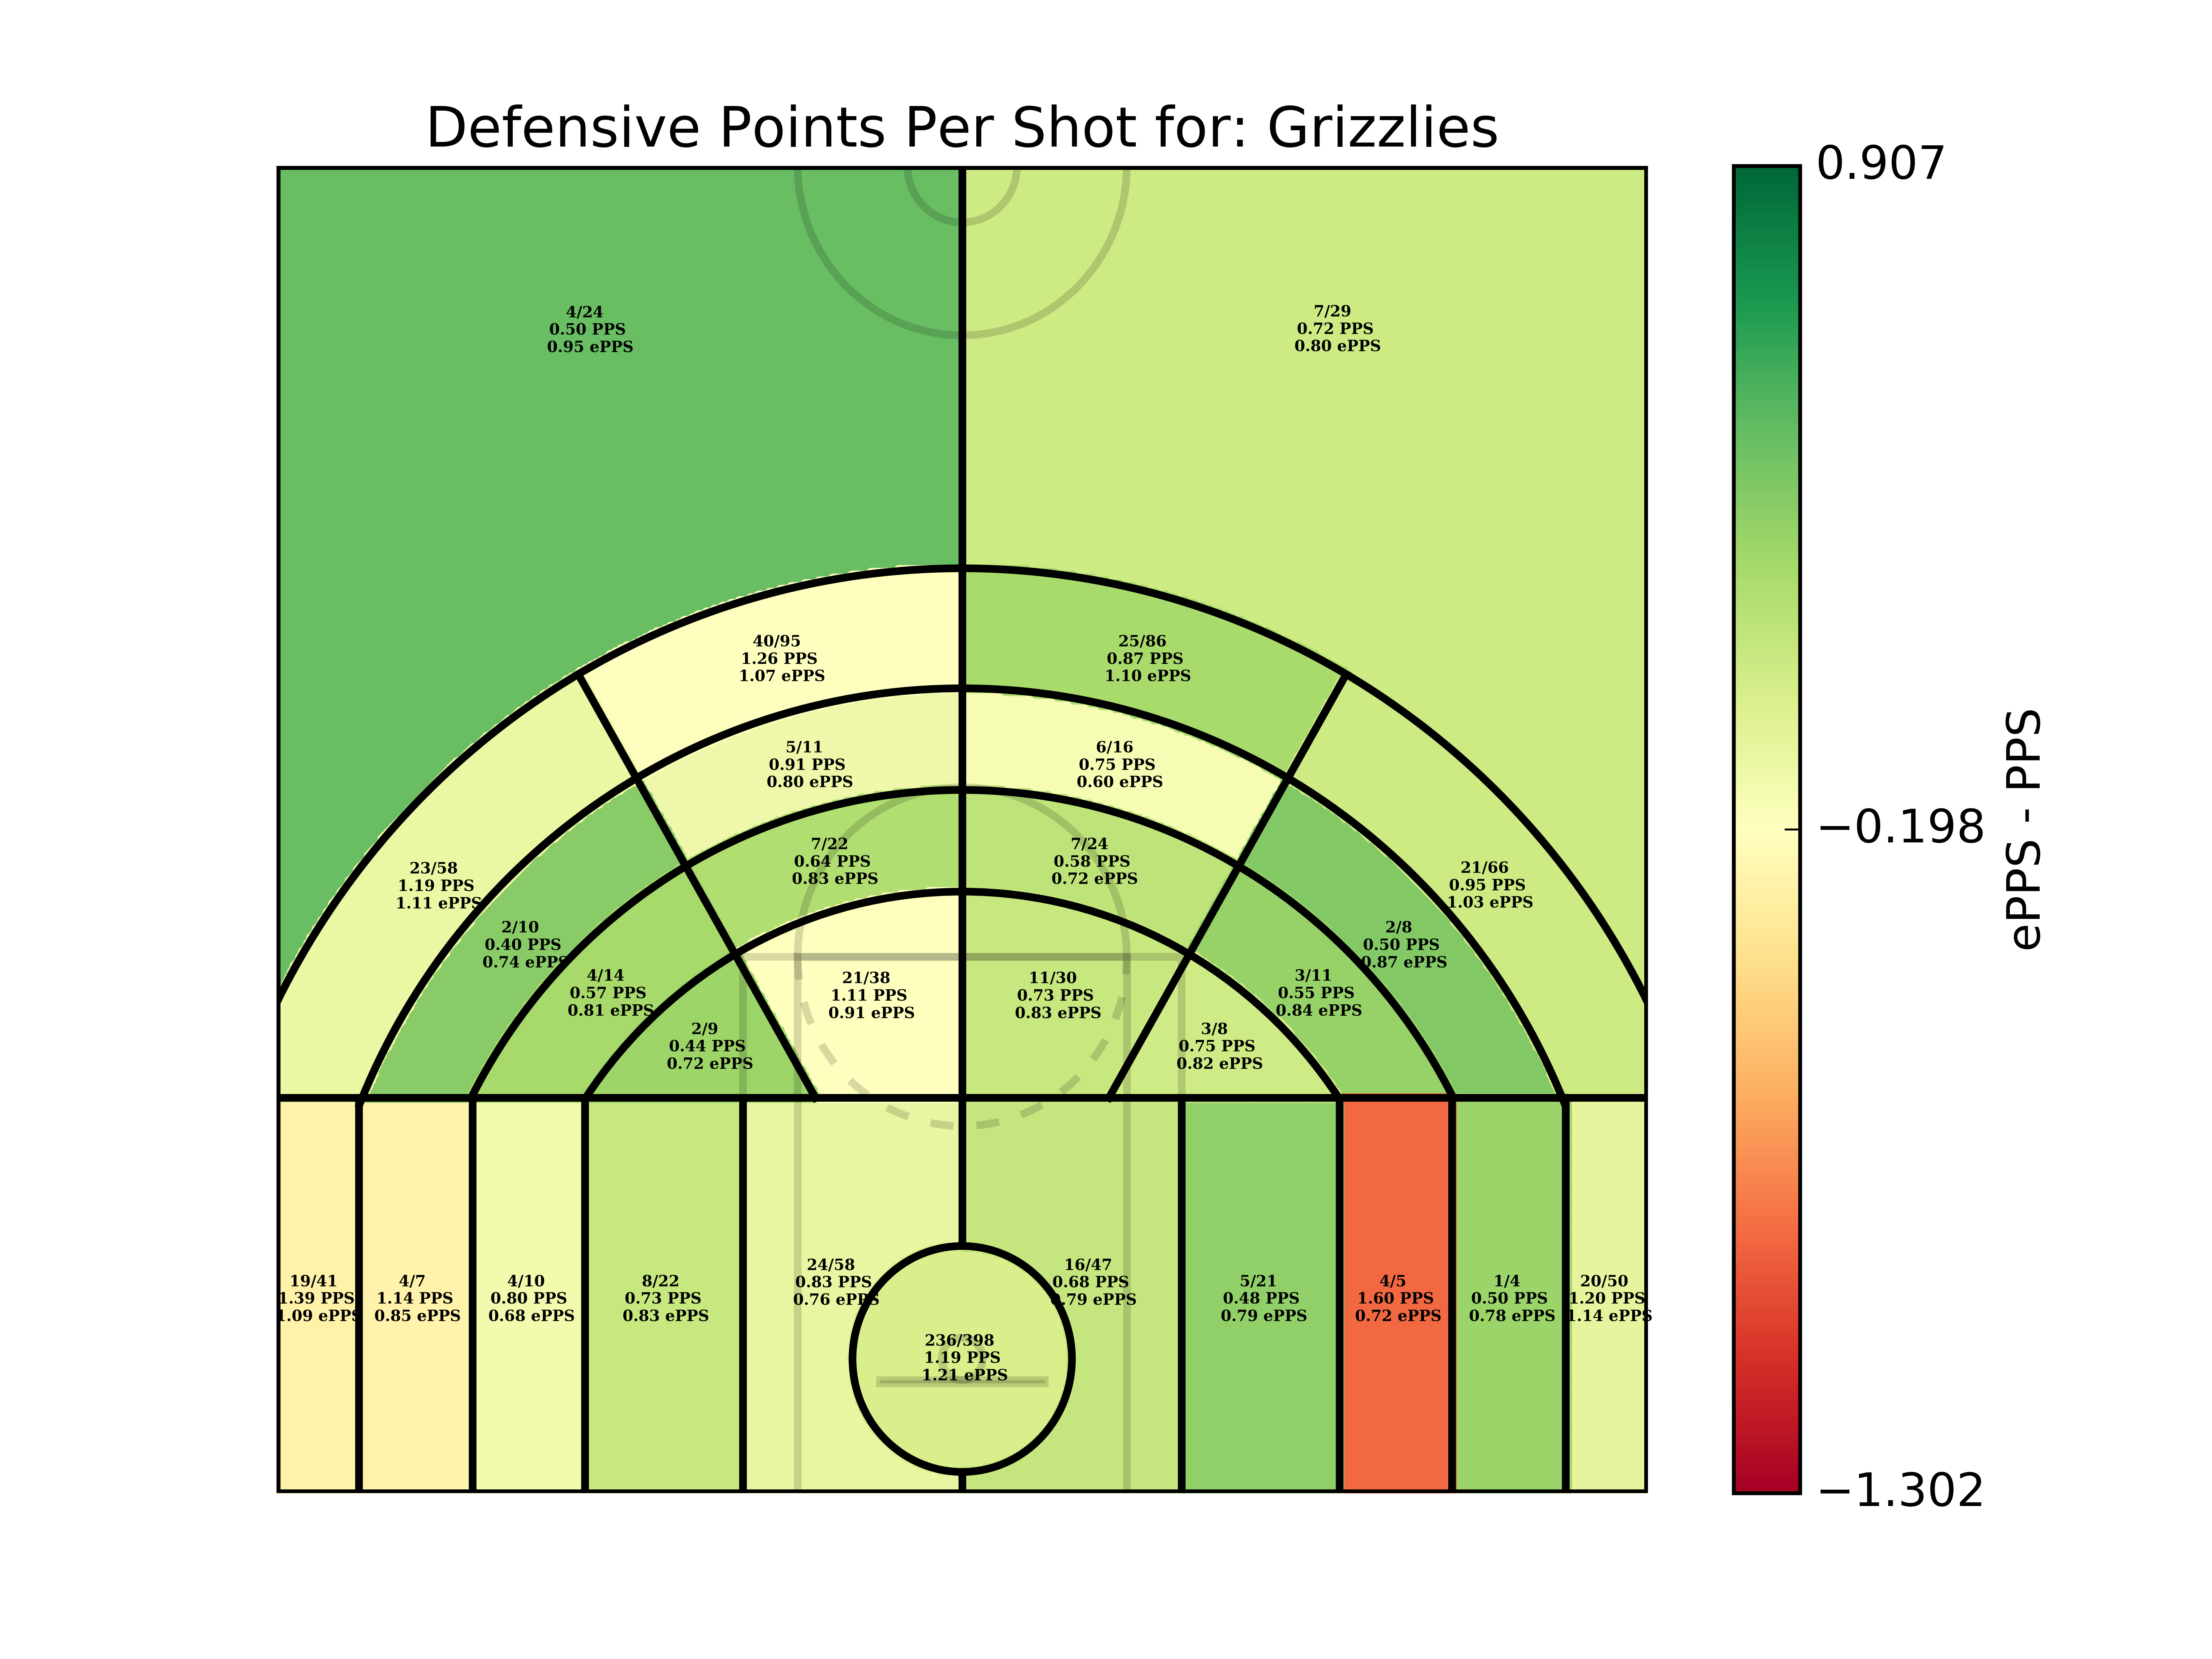 Defensive Points Per Shot for: Grizzlies
0.907
−0.198
−1.302
ePPS - PPS
4/24
0.50 PPS
0.95 ePPS
7/29
0.72 PPS
0.80 ePPS
40/95
1.26 PPS
1.07 ePPS
25/86
0.87 PPS
1.10 ePPS
5/11
0.91 PPS
0.80 ePPS
6/16
0.75 PPS
0.60 ePPS
7/22
0.64 PPS
0.83 ePPS
7/24
0.58 PPS
0.72 ePPS
23/58
1.19 PPS
1.11 ePPS
21/66
0.95 PPS
1.03 ePPS
2/10
0.40 PPS
0.74 ePPS
2/8
0.50 PPS
0.87 ePPS
4/14
0.57 PPS
0.81 ePPS
21/38
1.11 PPS
0.91 ePPS
11/30
0.73 PPS
0.83 ePPS
3/11
0.55 PPS
0.84 ePPS
2/9
0.44 PPS
0.72 ePPS
3/8
0.75 PPS
0.82 ePPS
19/41
1.39 PPS
1.09 ePPS
4/7
1.14 PPS
0.85 ePPS
4/10
0.80 PPS
0.68 ePPS
8/22
0.73 PPS
0.83 ePPS
24/58
0.83 PPS
0.76 ePPS
16/47
0.68 PPS
0.79 ePPS
5/21
0.48 PPS
0.79 ePPS
4/5
1.60 PPS
0.72 ePPS
1/4
0.50 PPS
0.78 ePPS
20/50
1.20 PPS
1.14 ePPS
236/398
1.19 PPS
1.21 ePPS